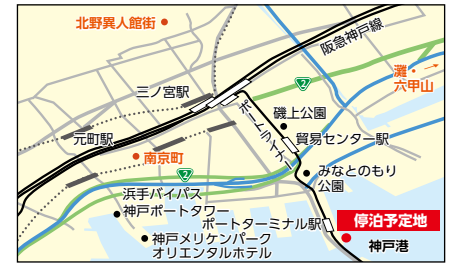 北野異人館街
阪急神戸線
2
灘・
六甲山
三ノ宮駅
磯上公園
ポートライナー
貿易センター駅
元町駅
南京町
みなとのもり
公園
2
浜手バイパス
神戸ポートタワー
ポートターミナル駅
停泊予定地
神戸メリケンパーク
オリエンタルホテル
神戸港